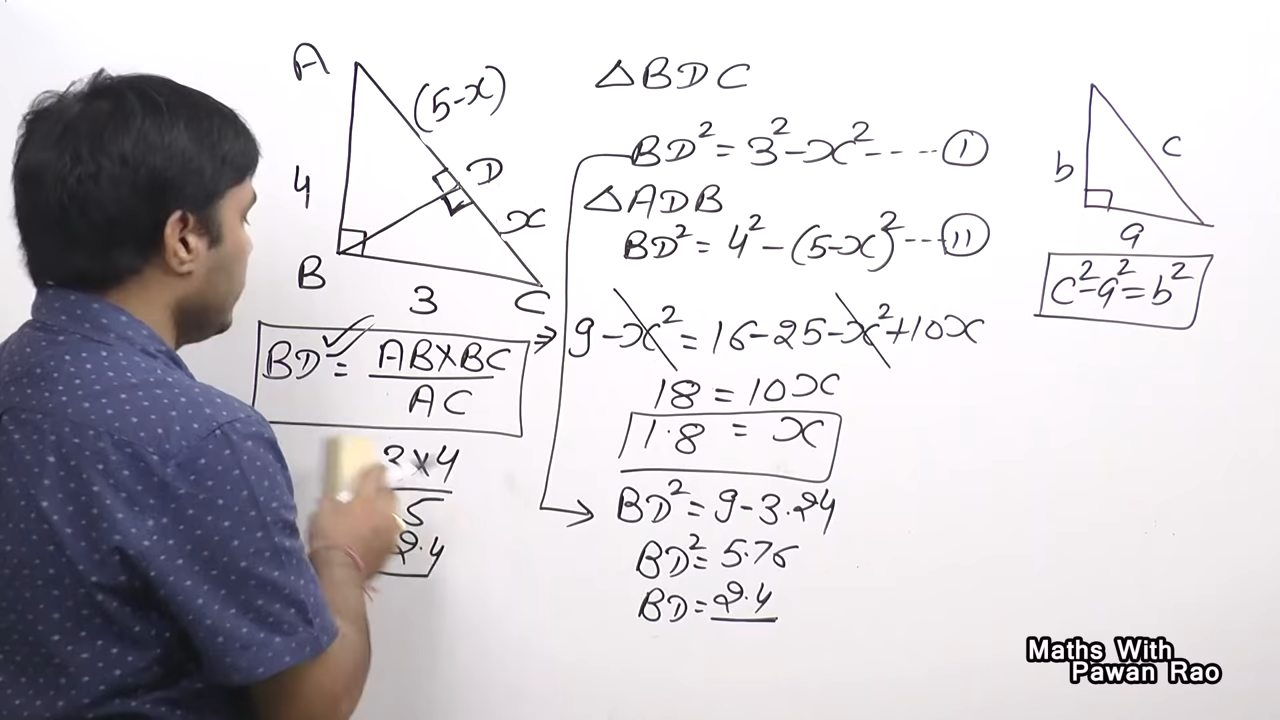 A
(5-x)
D
4
x
B
3
C
BD = AB×BC / AC
3×4 / 5
2.4
△BDC
BD² = 3² - x² ---- (I)
△ADB
BD² = 4² - (5-x)² --- (II)
⇒ 9 - x² = 16 - 25 - x² + 10x
18 = 10x
1.8 = x
BD² = 9 - 3.24
BD² = 5.76
BD = 2.4
b
c
a
c² - a² = b²
Maths With
Pawan Rao